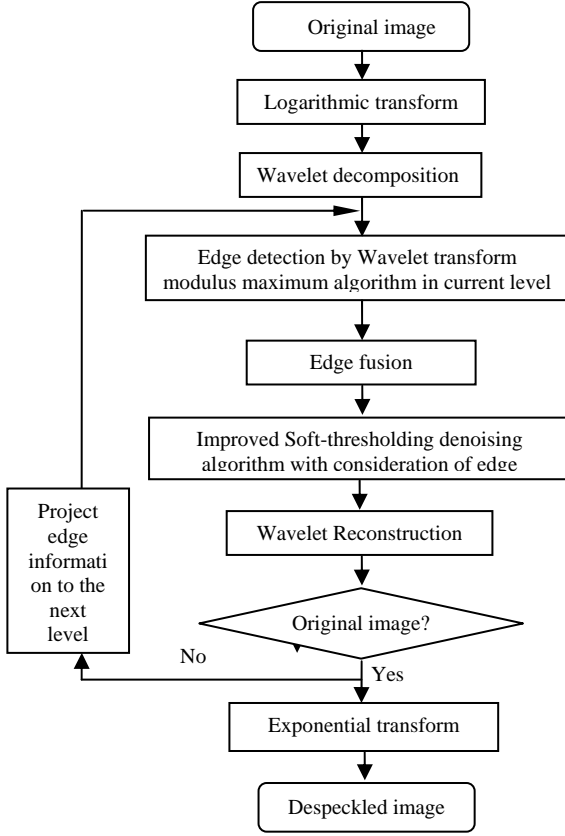 Original image
Logarithmic transform
Wavelet decomposition
Edge detection by Wavelet transform
modulus maximum algorithm in current level
Edge fusion
Improved Soft-thresholding denoising
algorithm with consideration of edge
Project
edge
informati
on to the
next
level
Wavelet Reconstruction
Original image?
No
Yes
Exponential transform
Despeckled image